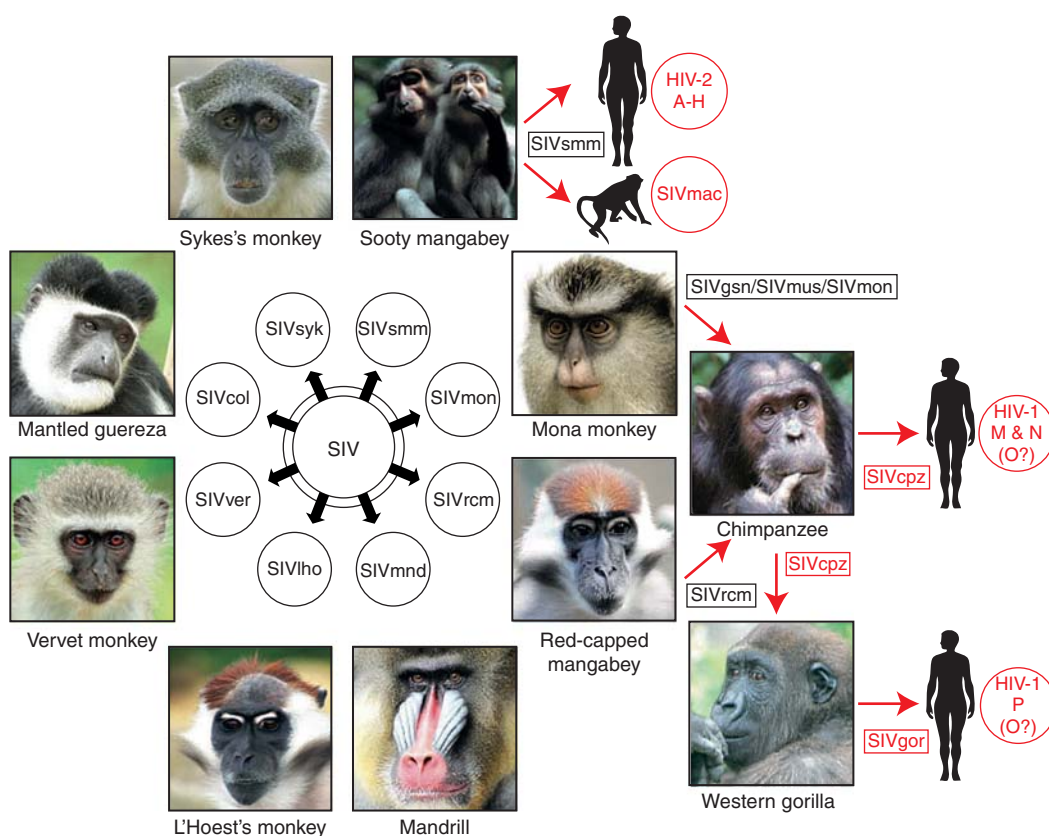 HIV-2
A-H
SIVsmm
SIVmac
Sykes's monkey
Sooty mangabey
SIVgsn/SIVmus/SIVmon
SIVsyk
SIVsmm
SIVcol
SIVmon
SIV
SIVver
SIVrcm
SIVlho
SIVmnd
Mantled guereza
Mona monkey
HIV-1
M & N
(O?)
SIVcpz
Chimpanzee
SIVcpz
SIVrcm
Vervet monkey
Red-capped
mangabey
HIV-1
P
(O?)
SIVgor
Western gorilla
L'Hoest's monkey
Mandrill